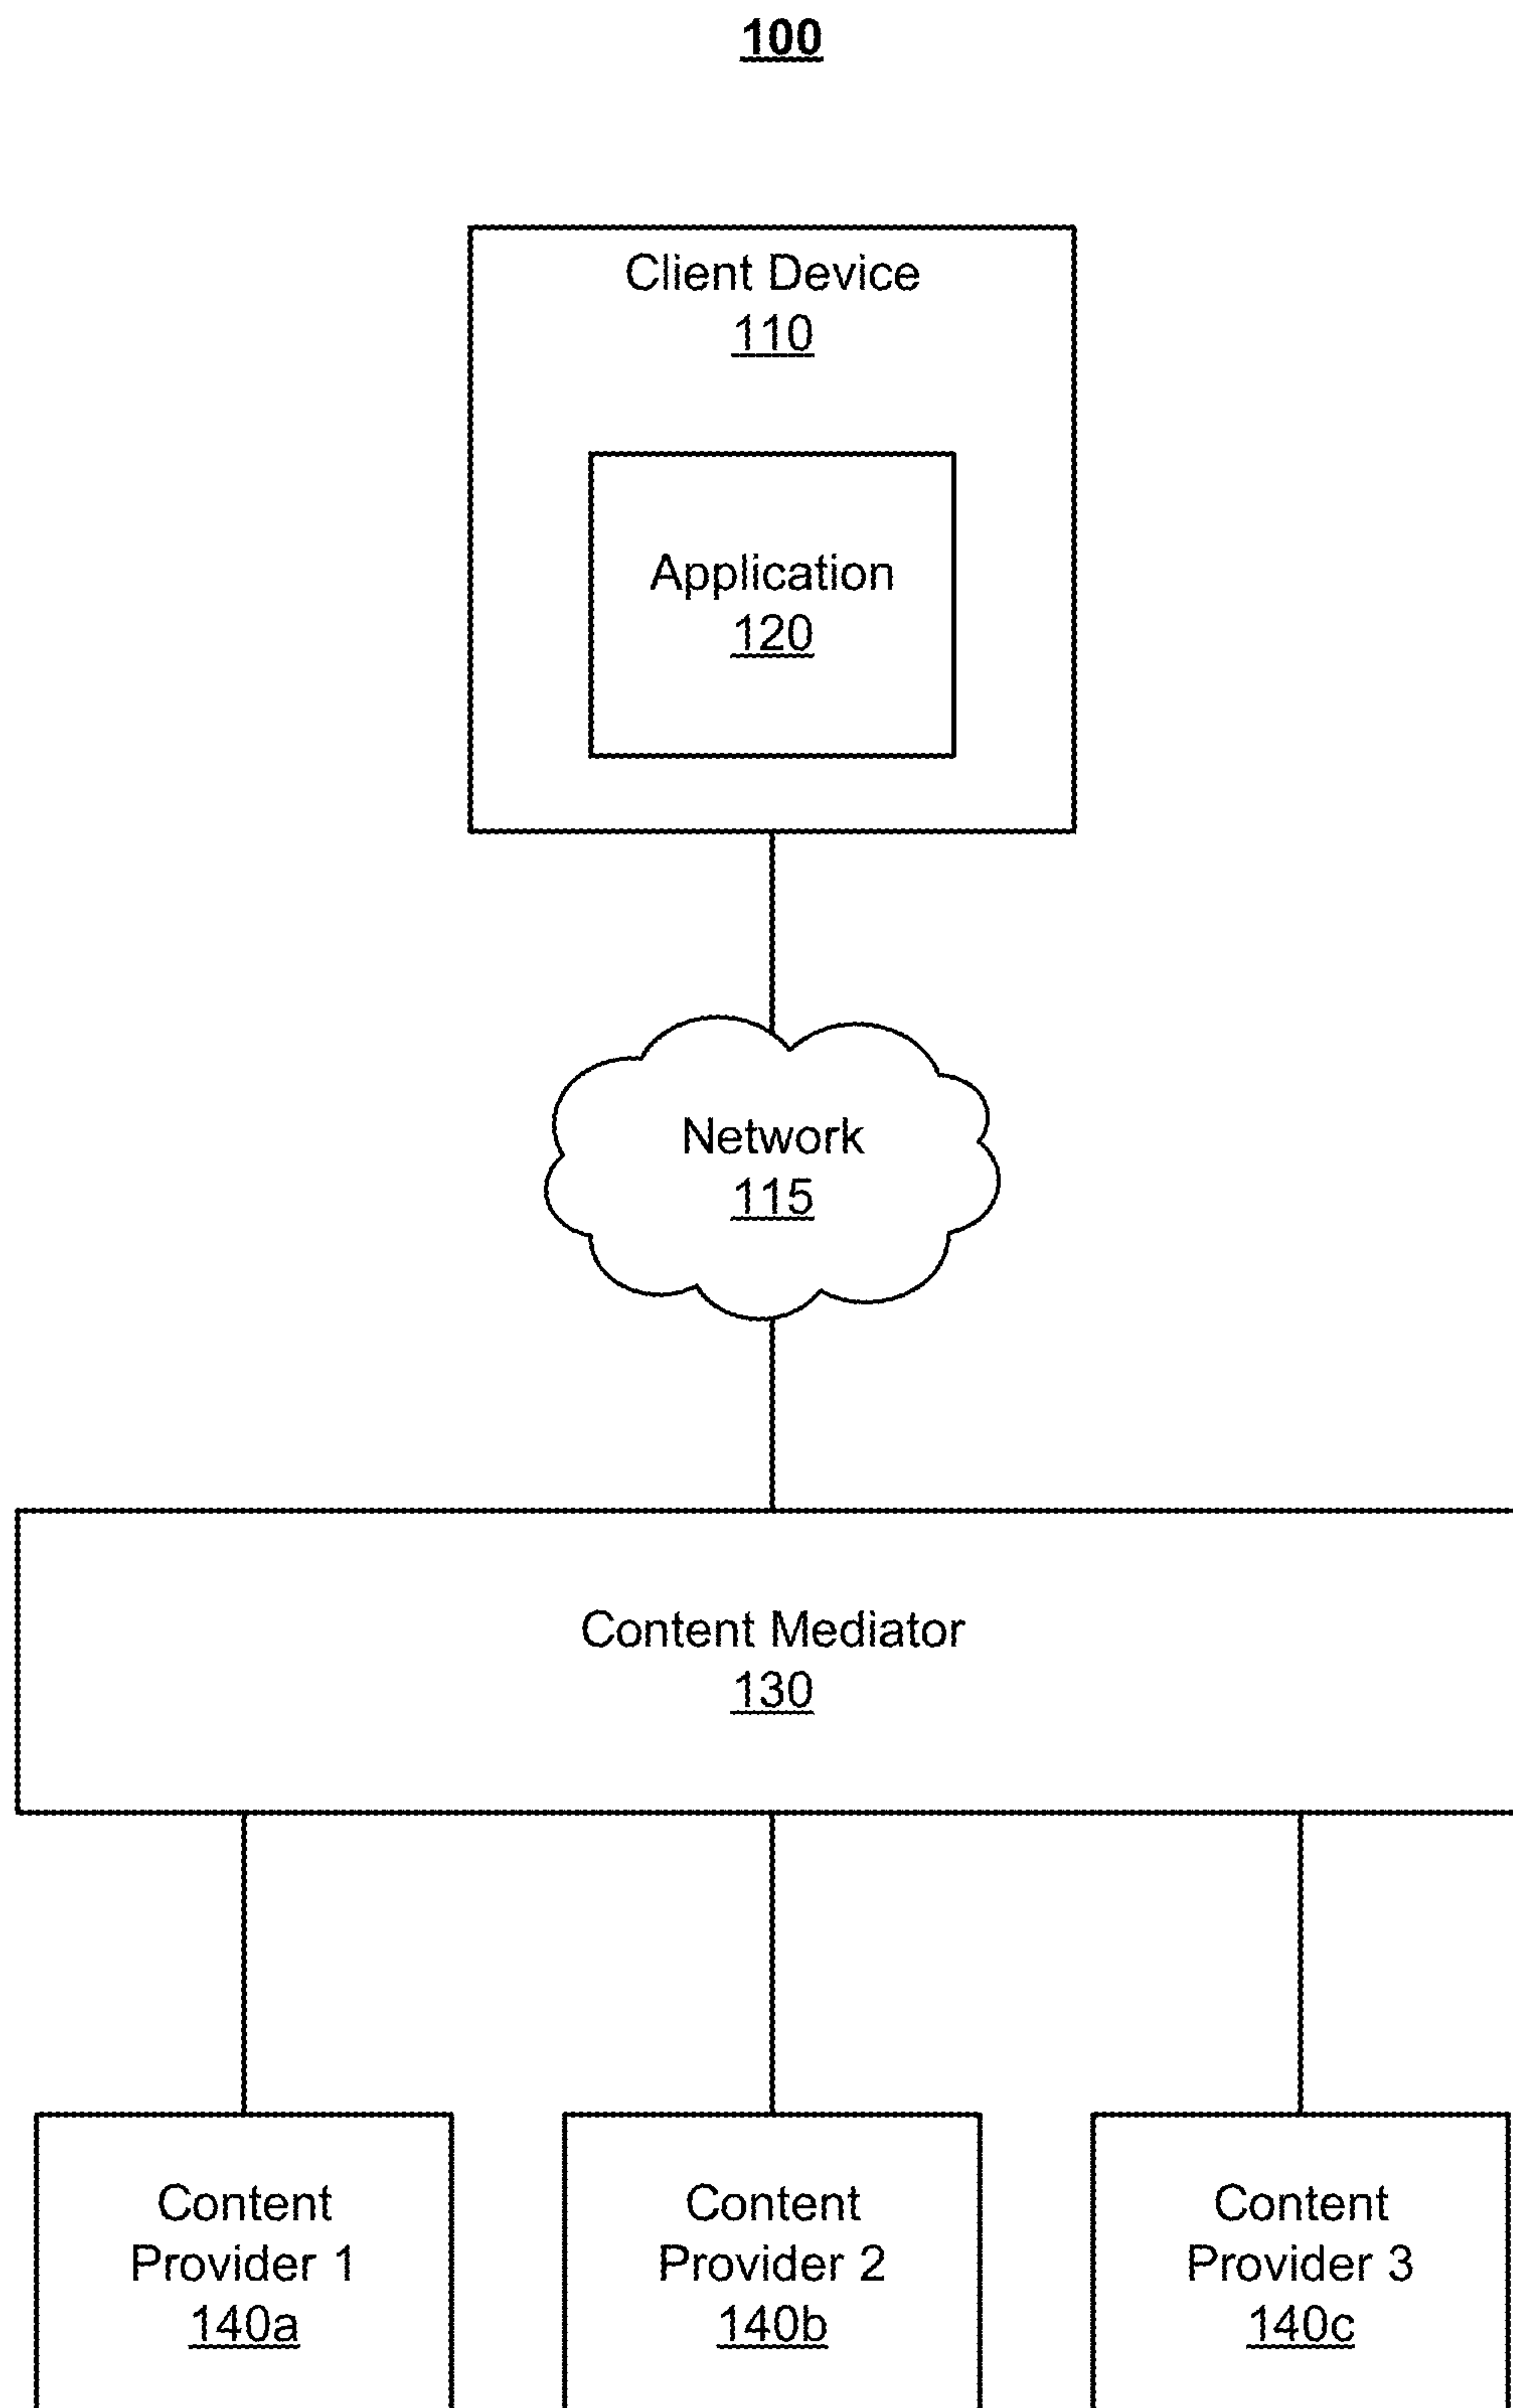 100
Client Device
110
Application
120
Network
115
Content Mediator
130
Content
Provider 1
140a
Content
Provider 2
140b
Content
Provider 3
140c